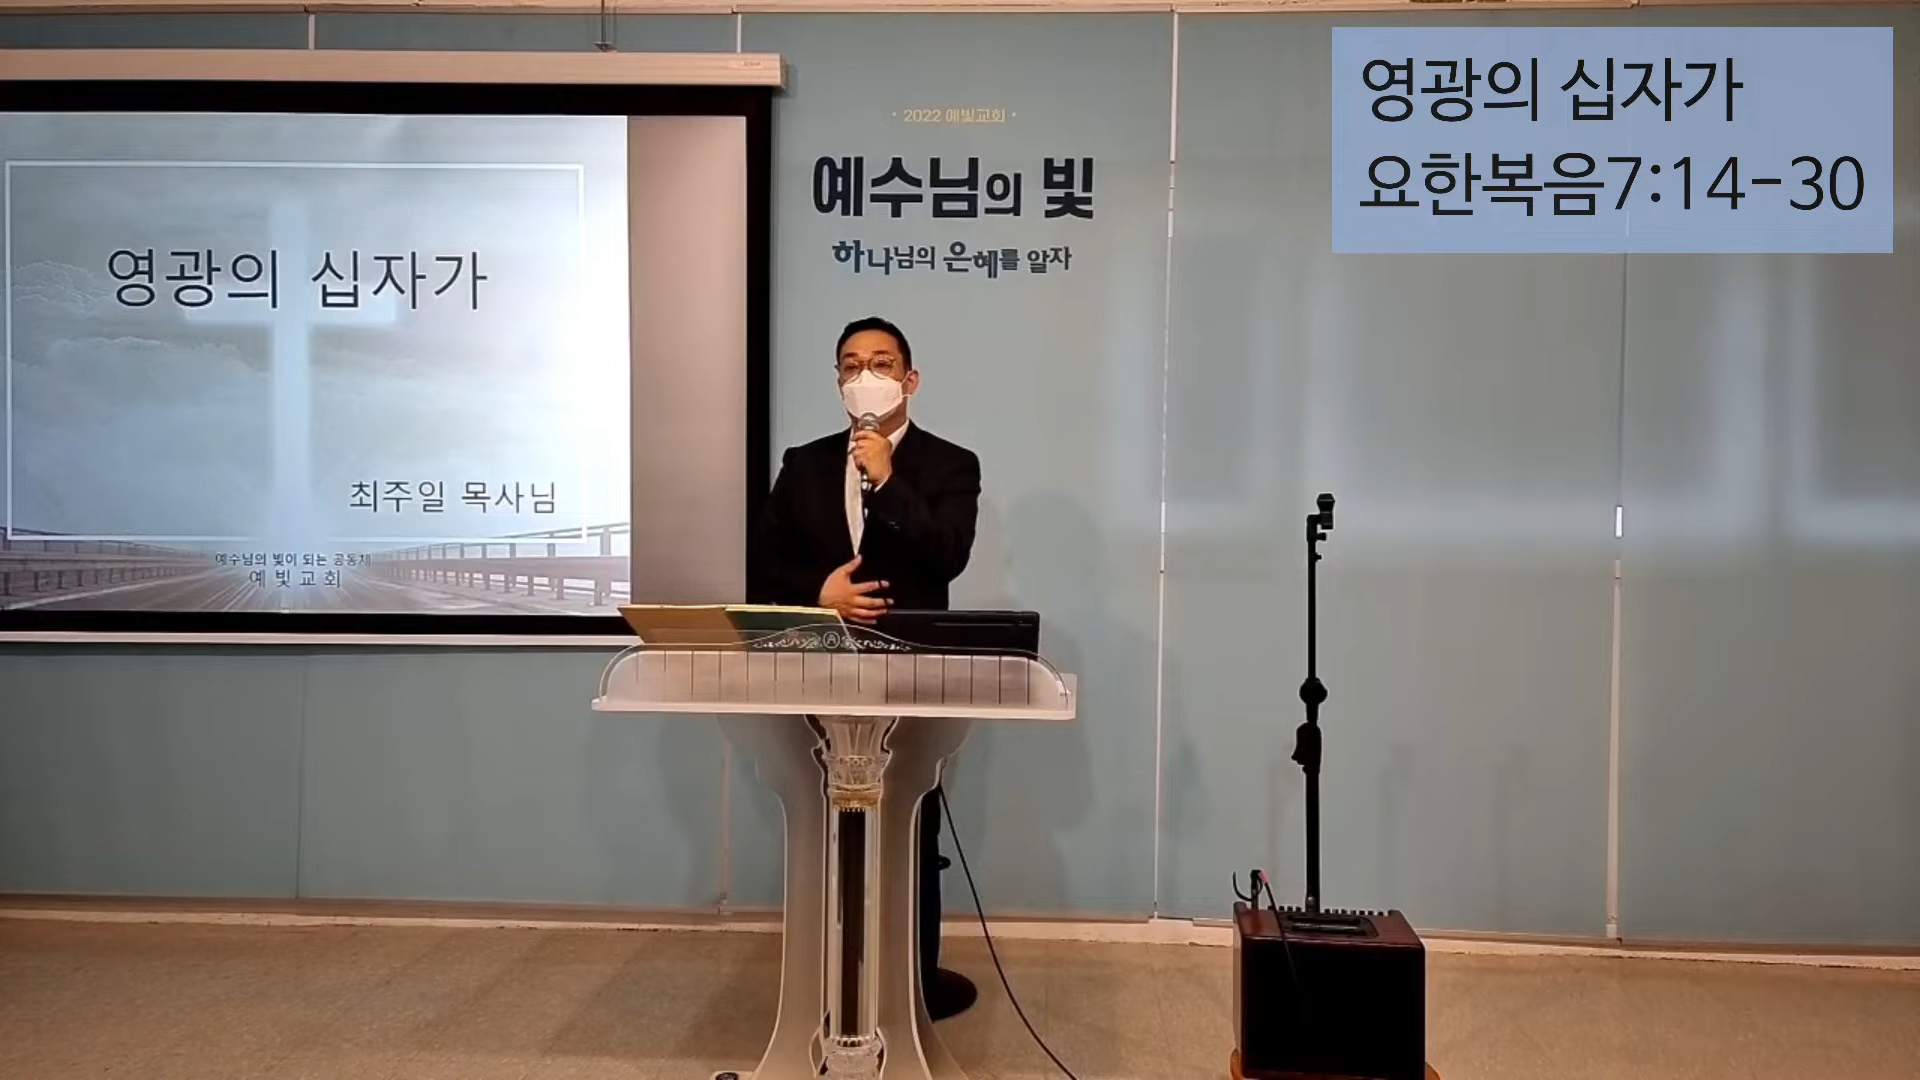 영광의 십자가
최주일 목사님
예수님의 빛이 되는 공동체
예빛교회
· 2022 예빛교회 ·
예수님의 빛
하나님의 은혜를 알자
영광의 십자가
요한복음7:14-30